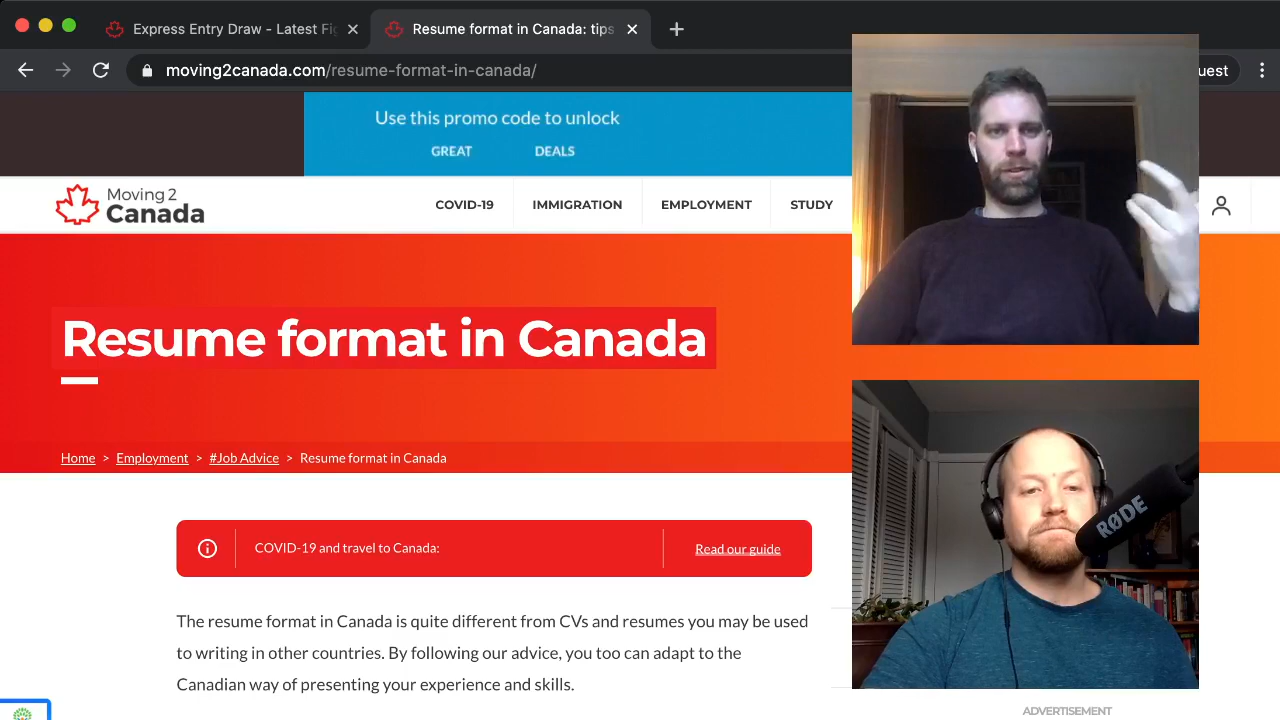 Express Entry Draw - Latest Fi
Resume format in Canada: tips
moving2canada.com/resume-format-in-canada/
uest
Use this promo code to unlock
GREAT DEALS
Moving 2
Canada
COVID-19 IMMIGRATION EMPLOYMENT STUDY
Resume format in Canada
Home > Employment > #Job Advice > Resume format in Canada
RØDE
COVID-19 and travel to Canada: Read our guide
The resume format in Canada is quite different from CVs and resumes you may be used
to writing in other countries. By following our advice, you too can adapt to the
Canadian way of presenting your experience and skills.
ADVERTISEMENT